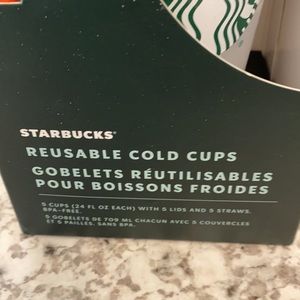 STARBUCKS®
REUSABLE COLD CUPS
GOBELETS RÉUTILISABLES
POUR BOISSONS FROIDES
5 CUPS (24 FL OZ EACH) WITH 5 LIDS AND 5 STRAWS.
BPA-FREE.
5 GOBELETS DE 709 ML CHACUN AVEC 5 COUVERCLES
ET 5 PAILLES. SANS BPA.